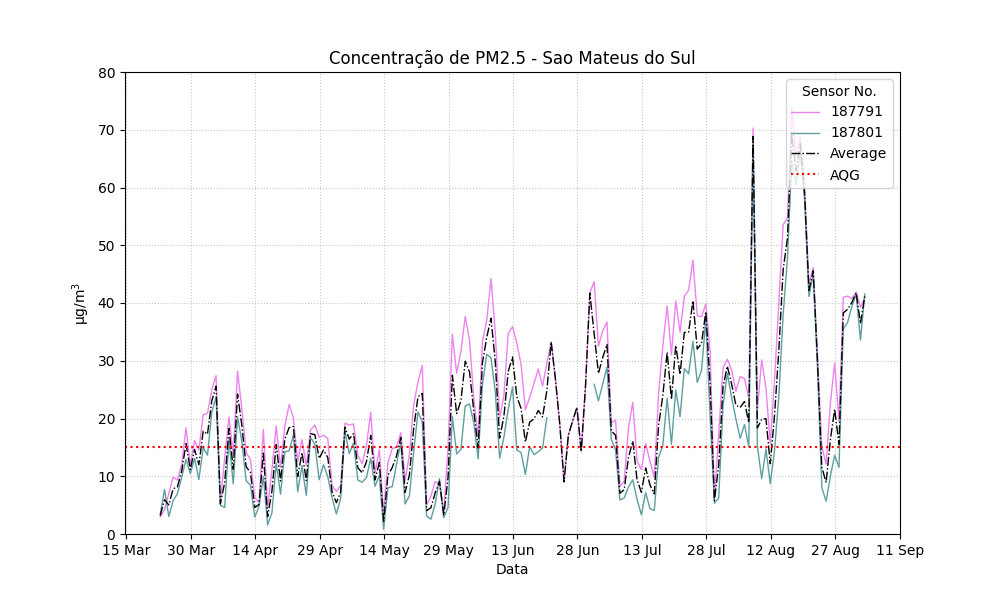 Concentração de PM2.5 - Sao Mateus do Sul
80
70
60
50
40
30
20
10
0
µg/m³
Sensor No.
187791
187801
Average
AQG
15 Mar 30 Mar 14 Apr 29 Apr 14 May 29 May 13 Jun 28 Jun 13 Jul 28 Jul 12 Aug 27 Aug 11 Sep
Data